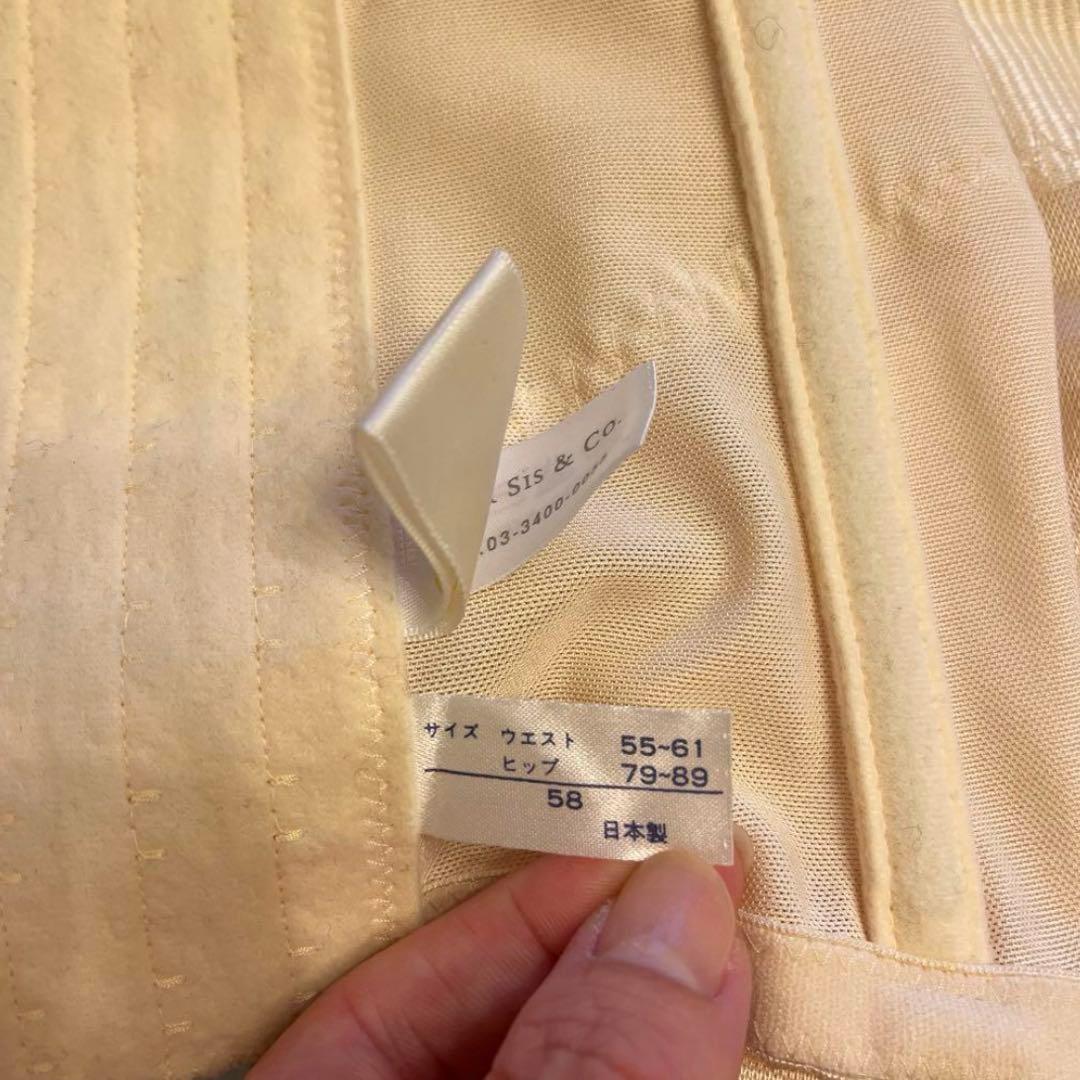 Sis & Co.
.03-3400-00
サイズ ウエスト 55~61
ヒップ 79~89
58
日本製